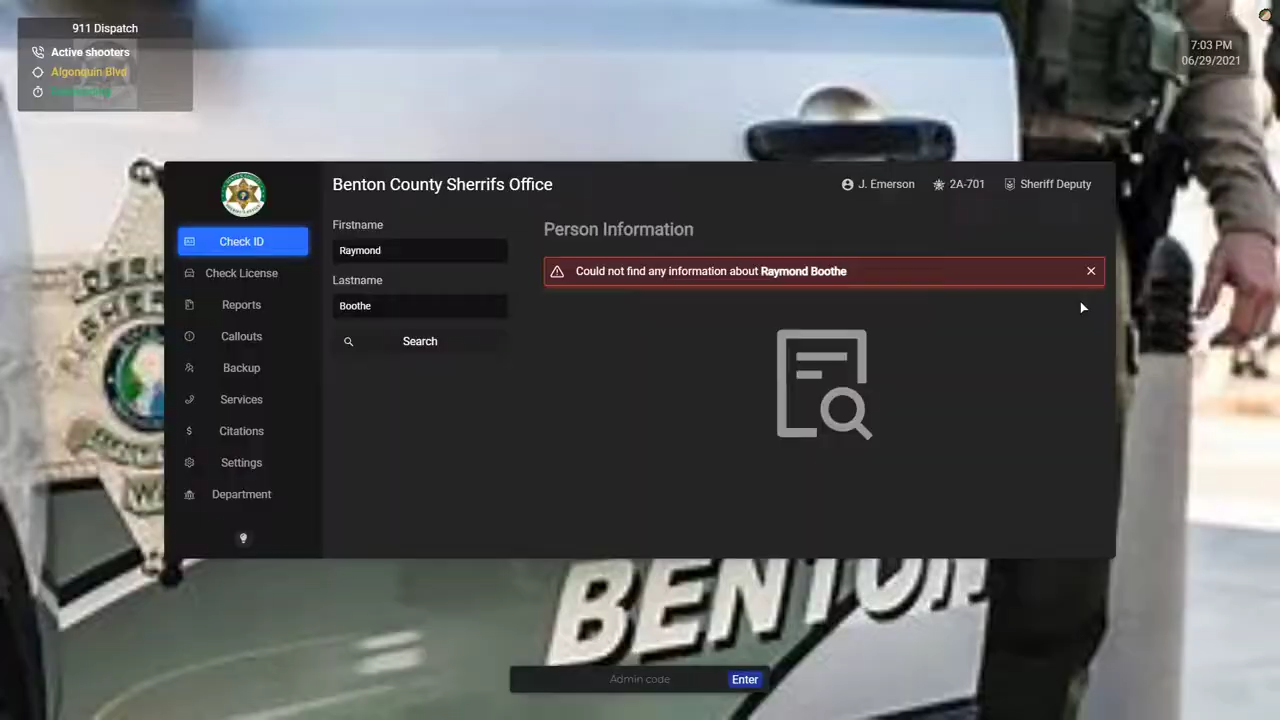 911 Dispatch
Active shooters
Algonquin Blvd
7:03 PM
06/29/2021
Benton County Sherrifs Office
J. Emerson
2A-701
Sheriff Deputy
Check ID
Check License
Reports
Callouts
Backup
Services
Citations
Settings
Department
Firstname
Raymond
Lastname
Boothe
Search
Person Information
Could not find any information about Raymond Boothe
BENTON
Admin code
Enter